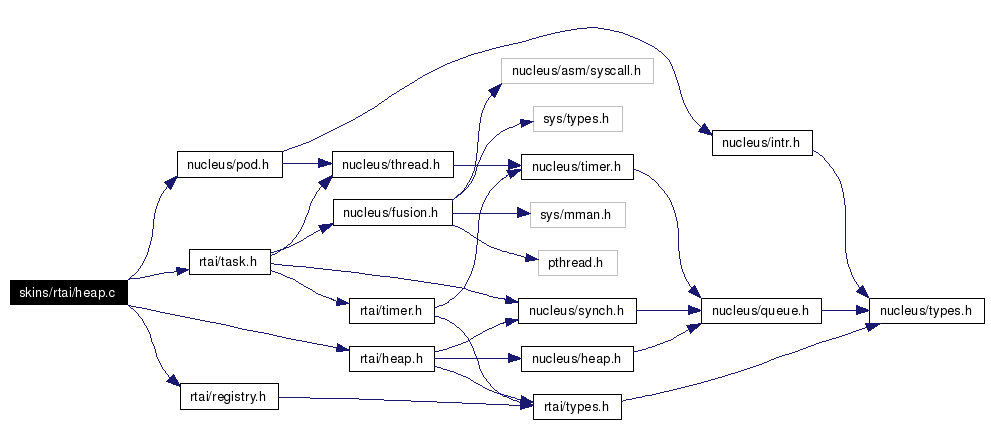 nucleus/asm/syscall.h
sys/types.h
nucleus/intr.h
nucleus/pod.h
nucleus/thread.h
nucleus/timer.h
nucleus/fusion.h
sys/mman.h
rtai/task.h
pthread.h
skins/rtai/heap.c
rtai/timer.h
nucleus/synch.h
nucleus/queue.h
nucleus/types.h
rtai/heap.h
nucleus/heap.h
rtai/registry.h
rtai/types.h